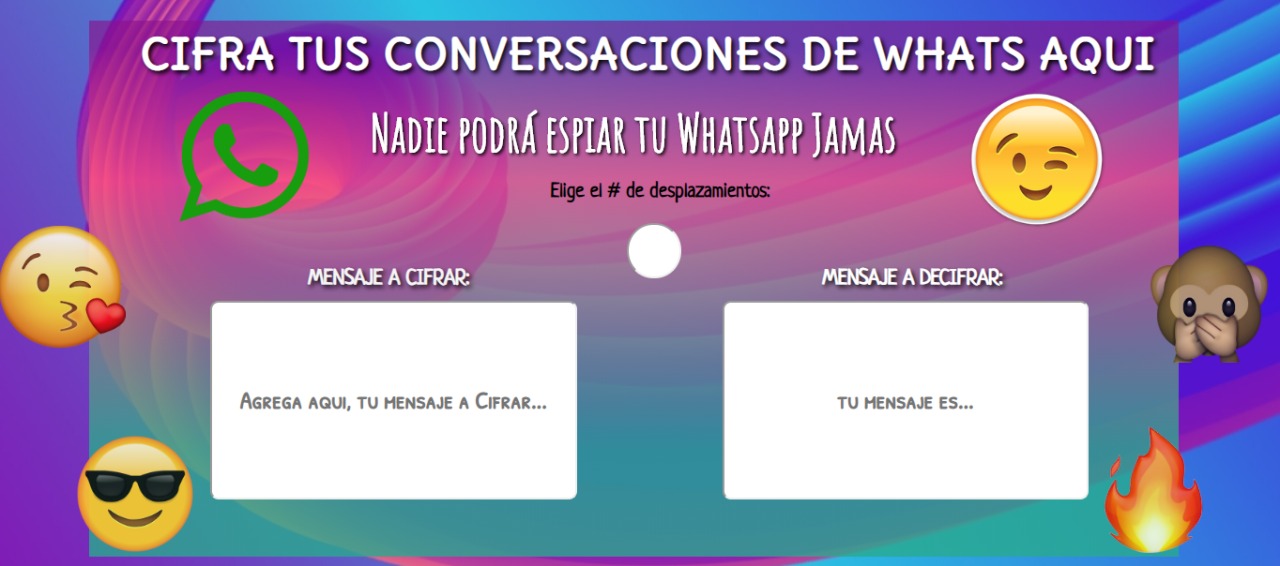 CIFRA TUS CONVERSACIONES DE WHATS AQUI
Nadie podrá espiar tu Whatsapp Jamas
Elige el # de desplazamientos:
MENSAJE A CIFRAR:
MENSAJE A DECIFRAR:
Agrega aqui, tu mensaje a Cifrar...
tu mensaje es...